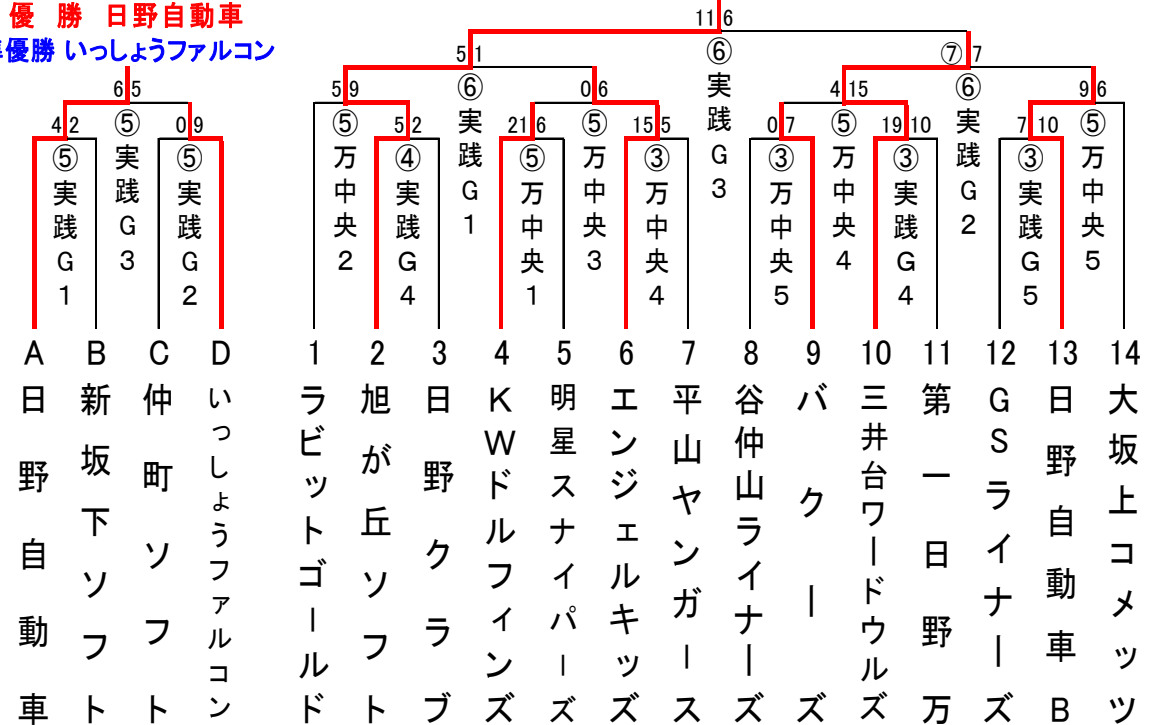 優 勝 日野自動車
準優勝 いっしょうファルコン
11 6
⑥実践G3
5 1
⑥実践G1
⑦ 7
⑥実践G2
6 5
⑤実践G3
5 9
⑤万中央2
0 6
⑤万中央3
4 15
⑤万中央4
9 6
⑤万中央5
4 2
⑤実践G1
0 9
⑤実践G2
5 2
④実践G4
21 6
⑤万中央1
15 5
③万中央4
0 7
③万中央5
19 10
③実践G4
7 10
③実践G5
A 日野自動車
B 新坂下ソフト
C 仲町ソフト
D いっしょうファルコン
1 ラビットゴールド
2 旭が丘ソフト
3 日野クラブ
4 KWドルフィンズ
5 明星スナイパーズ
6 エンジェルキッズ
7 平山ヤンガース
8 谷仲山ライナーズ
9 バクーズ
10 三井台ワードウルズ
11 第一日野万
12 GSライナーズ
13 日野自動車B
14 大坂上コメッツ